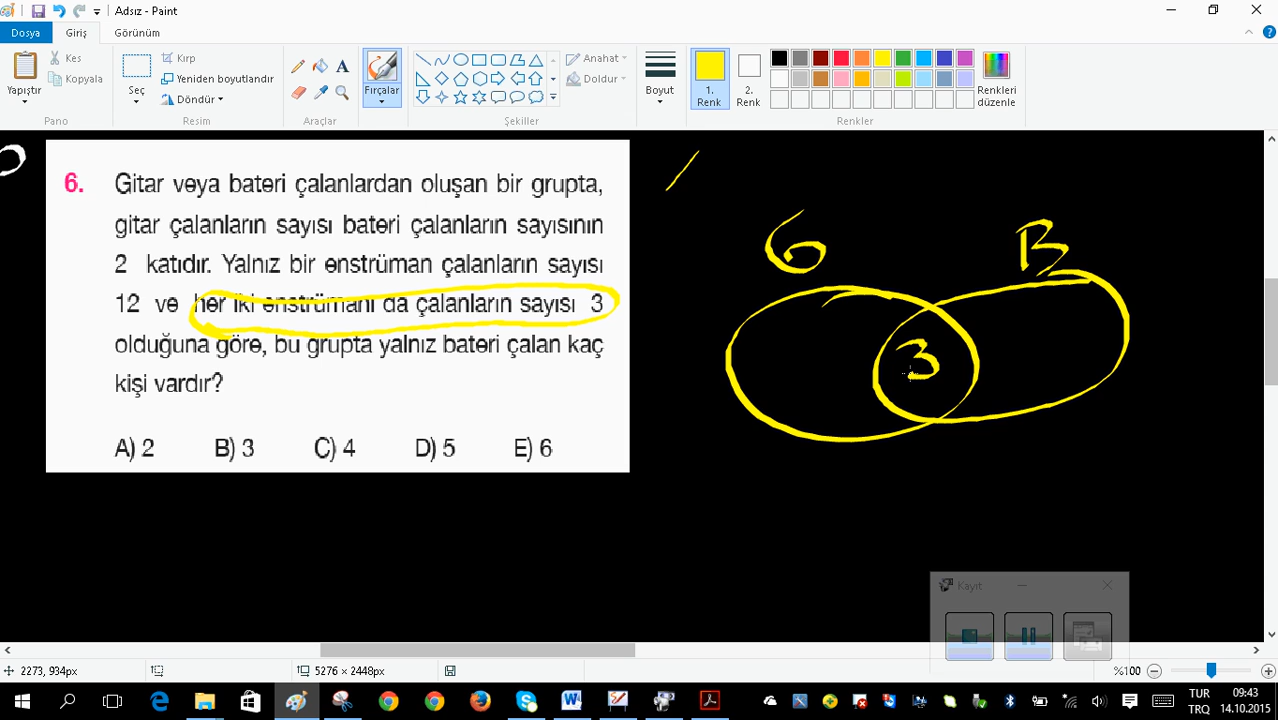 Adsız - Paint
Dosya Giriş Görünüm
Yapıştır
Kes
Kopyala
Pano
Seç
Kırp
Yeniden boyutlandır
Döndür
Resim
A
Araçlar
Fırçalar
Anahat
Doldur
Şekiller
Boyut
1. Renk
2. Renk
Renkleri düzenle
Renkler
6. Gitar veya bateri çalanlardan oluşan bir grupta,
gitar çalanların sayısı bateri çalanların sayısının
2 katıdır. Yalnız bir enstrüman çalanların sayısı
12 ve her iki enstrümanı da çalanların sayısı 3
olduğuna göre, bu grupta yalnız bateri çalan kaç
kişi vardır?
A) 2 B) 3 C) 4 D) 5 E) 6
G B
3
Kayıt
2273, 934px 5276 × 2448px %100
TUR 09:43
TRQ 14.10.2015